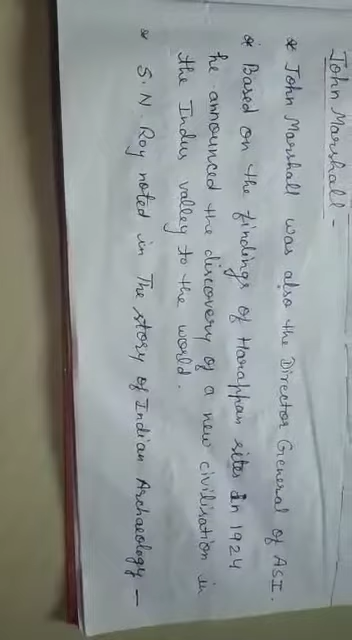 John Marshall -
* John Marshall was also the Director General of ASI.
* Based on the findings of Harappan sites in 1924
he announced the discovery of a new civilisation in
the Indus valley to the world.
* S.N. Roy noted in The story of Indian Archaeology -